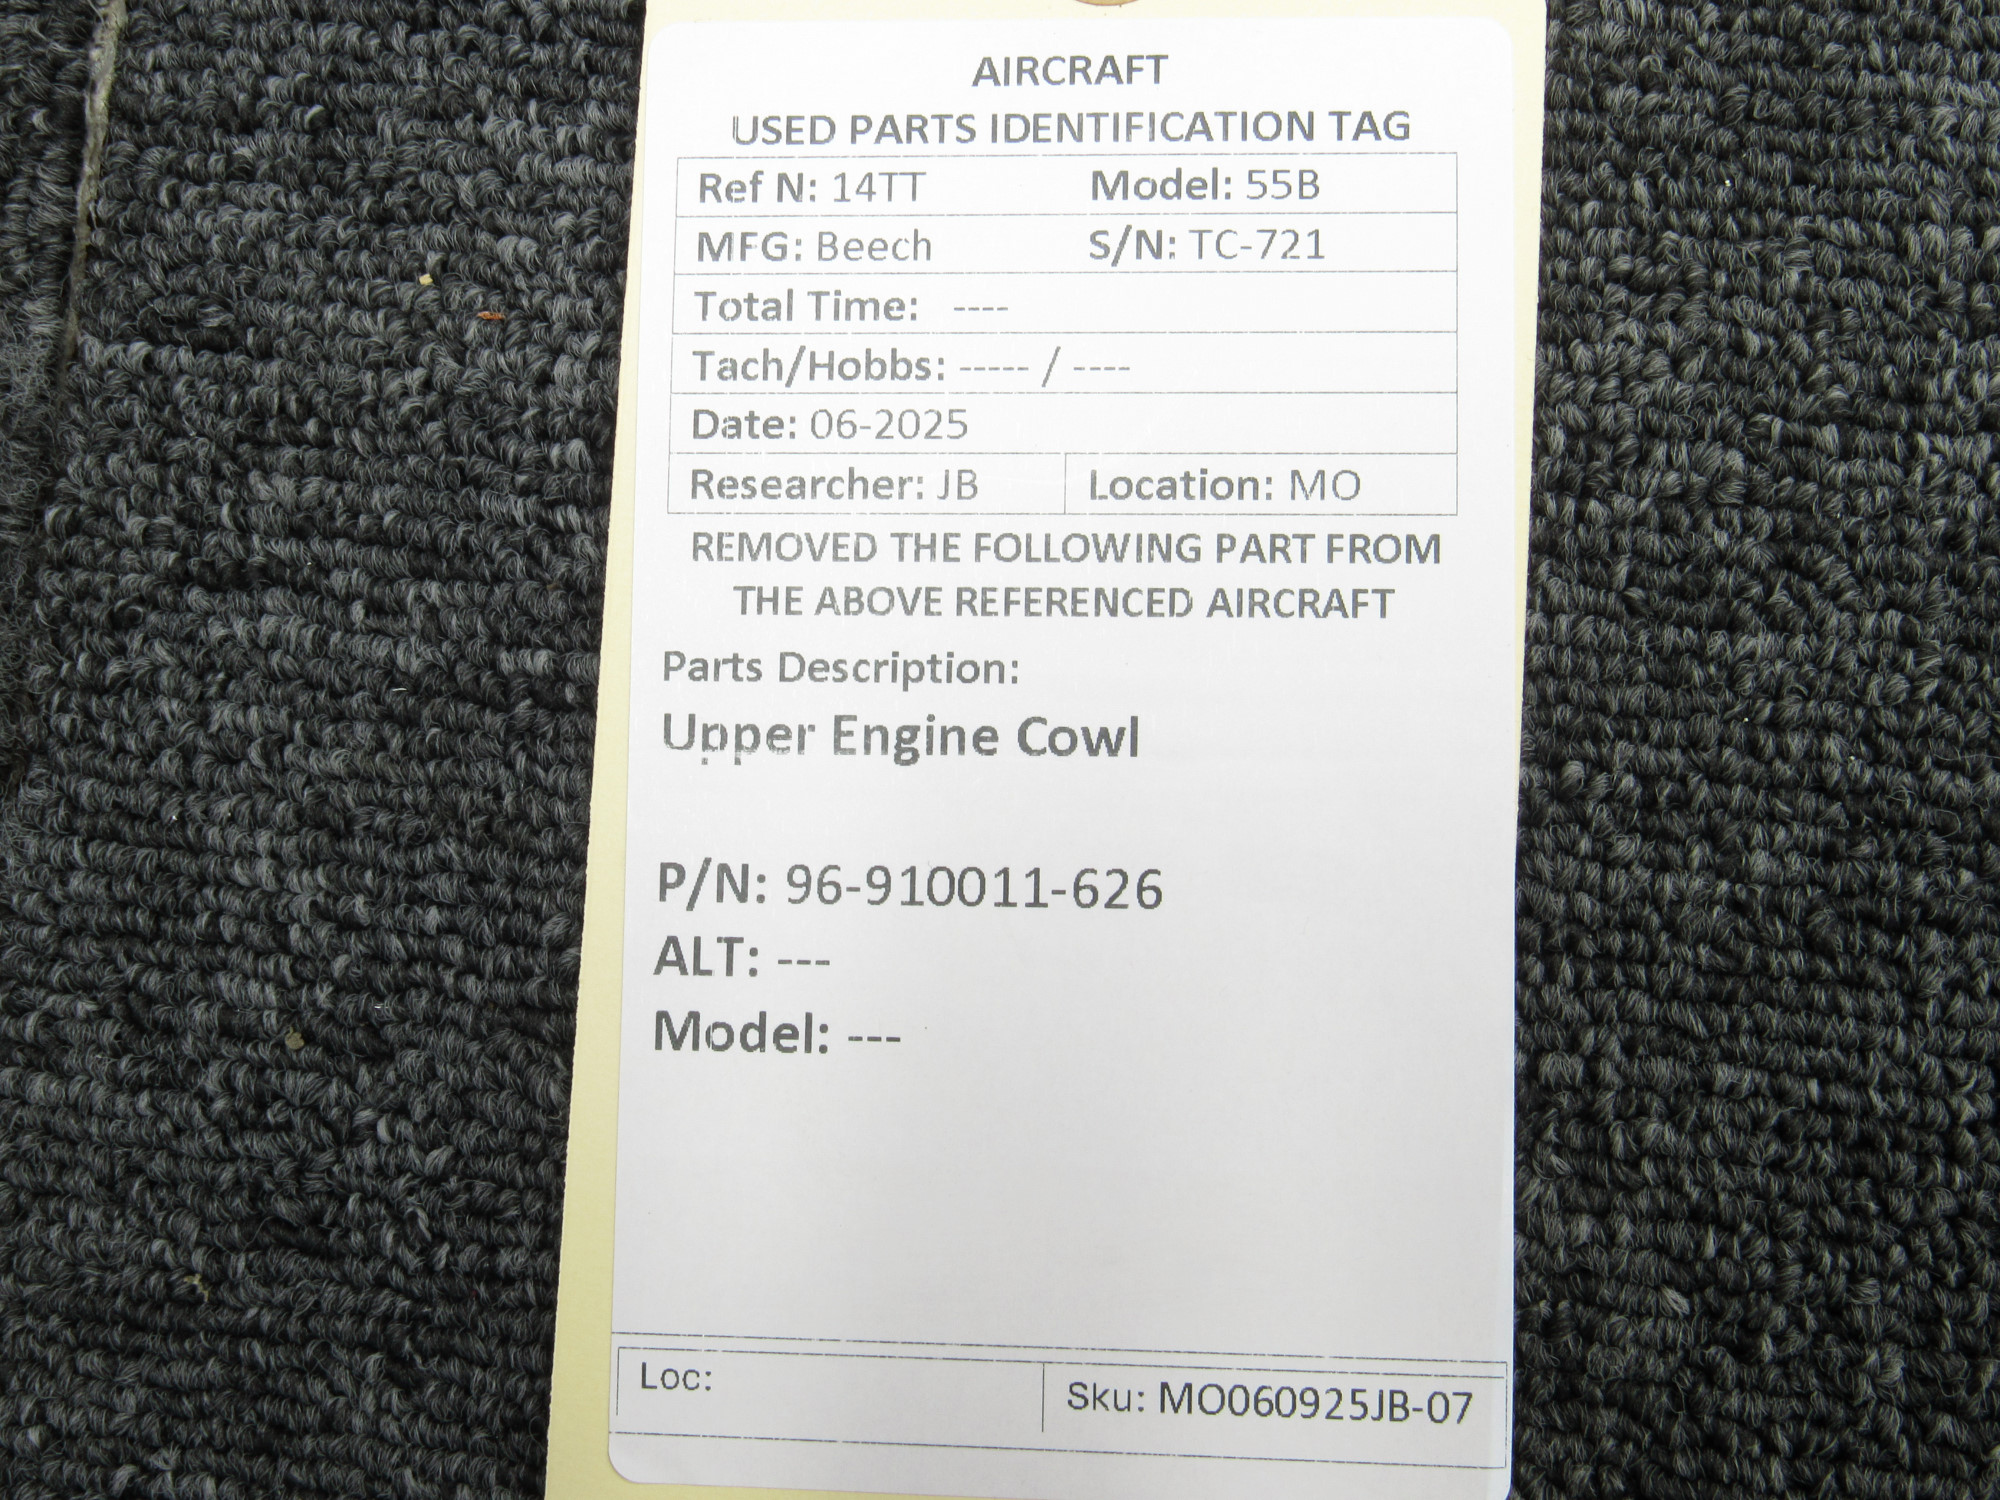 AIRCRAFT
USED PARTS IDENTIFICATION TAG
Ref N: 14TT Model: 55B
MFG: Beech S/N: TC-721
Total Time: ----
Tach/Hobbs: ----- / ----
Date: 06-2025
Researcher: JB Location: MO
REMOVED THE FOLLOWING PART FROM
THE ABOVE REFERENCED AIRCRAFT
Parts Description:
Upper Engine Cowl
P/N: 96-910011-626
ALT: ---
Model: ---
Loc: Sku: MO060925JB-07